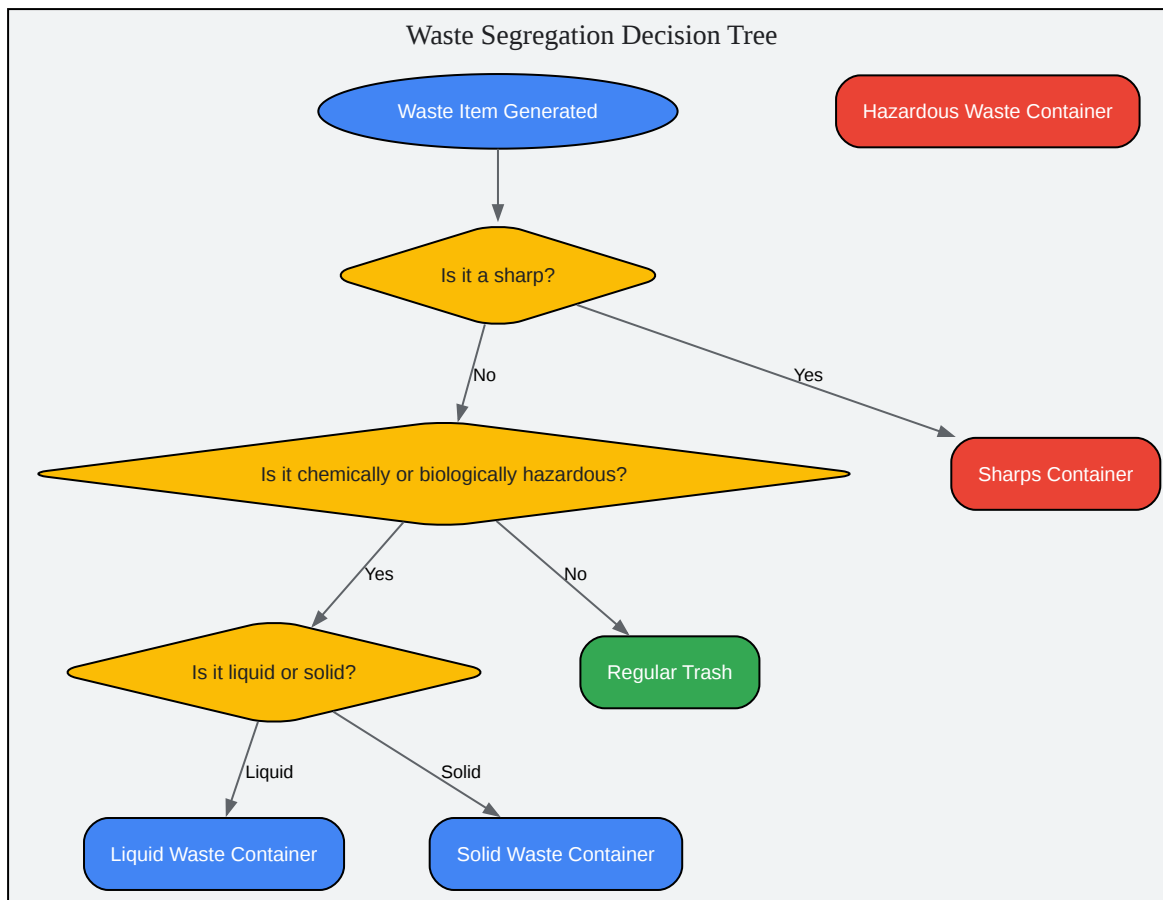 Waste Segregation Decision Tree
Waste Item Generated
Hazardous Waste Container
Is it a sharp?
No
Yes
Is it chemically or biologically hazardous?
Sharps Container
Yes
No
Is it liquid or solid?
Regular Trash
Liquid
Solid
Liquid Waste Container
Solid Waste Container